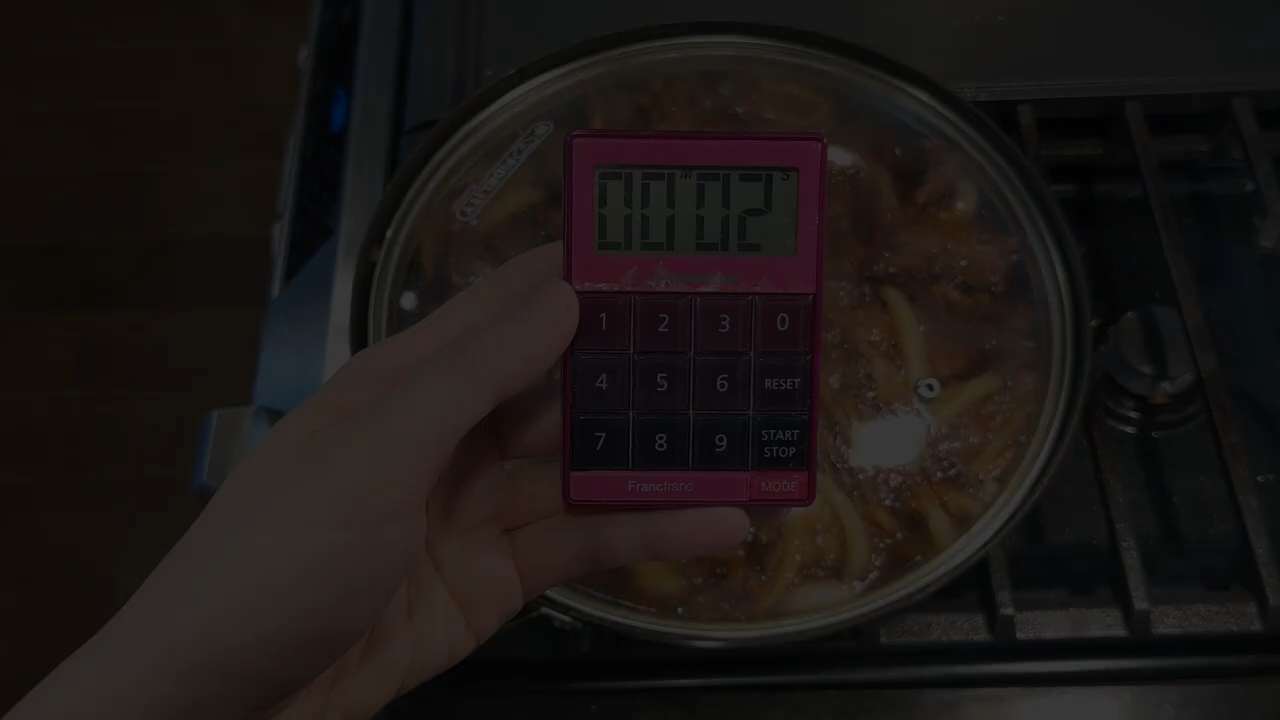 M S
00 02
1 2 3 0
4 5 6 RESET
7 8 9 START
STOP
Francfranc MODE